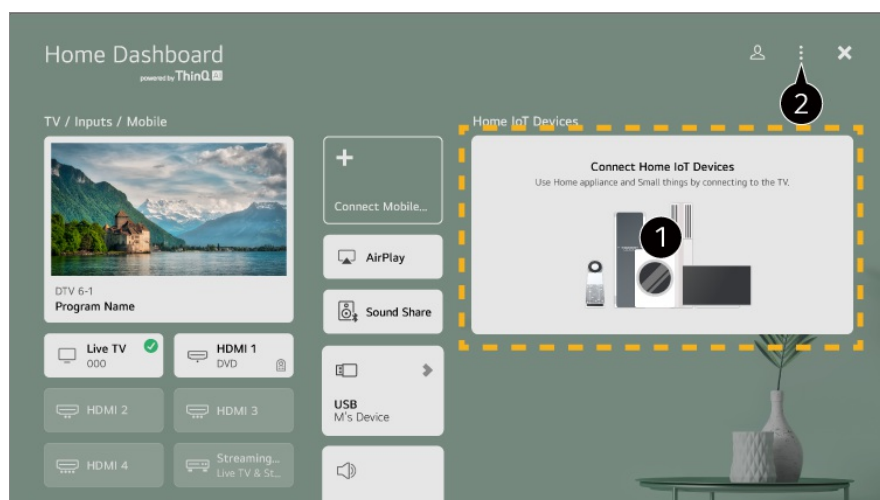 Home Dashboard
powered by ThinQ AI
2
TV / Inputs / Mobile
Home IoT Devices
DTV 6-1
Program Name
Live TV
000
HDMI 1
DVD
HDMI 2
HDMI 3
HDMI 4
Streaming...
Live TV & St...
Connect Mobile...
AirPlay
Sound Share
USB
M's Device
Connect Home IoT Devices
Use Home appliance and Small things by connecting to the TV.
1